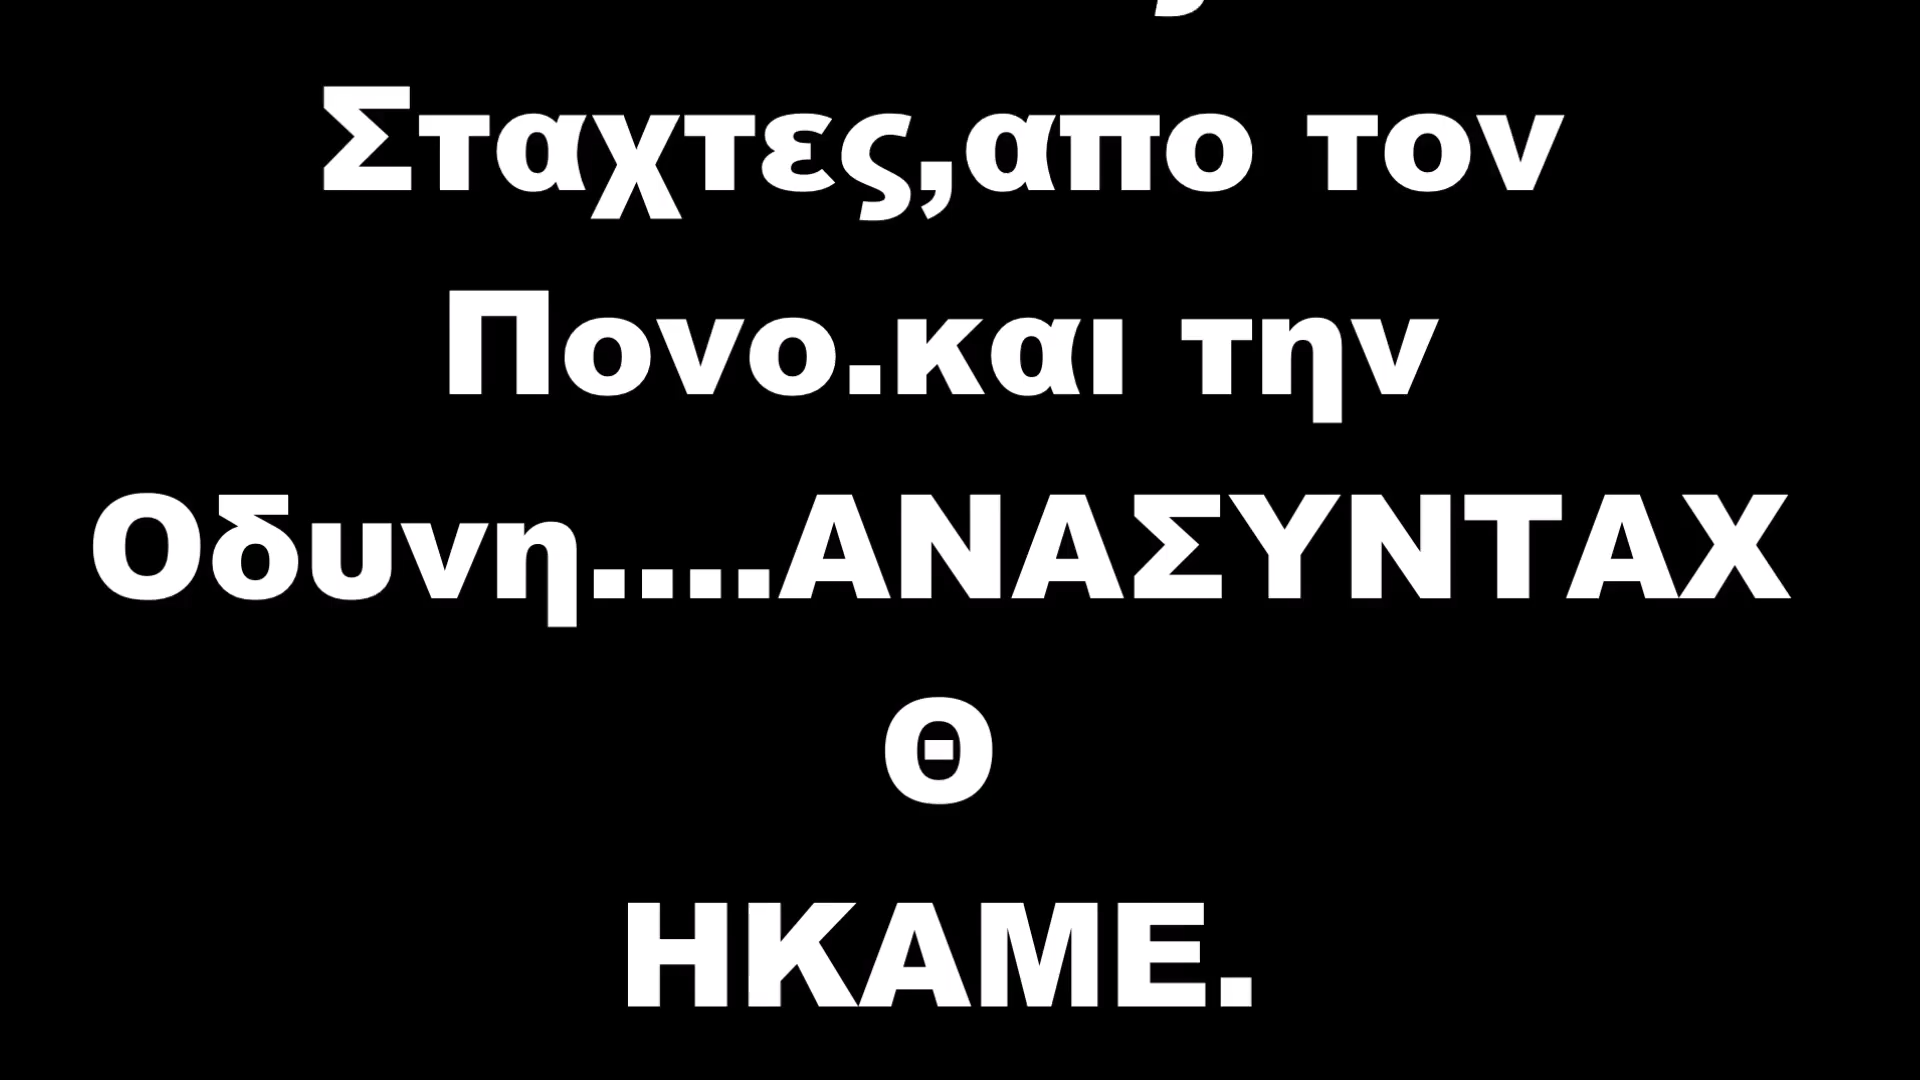 Σταχτες,απο τον
Πονο.και την
Οδυνη....ΑΝΑΣΥΝΤΑΧ
Θ
ΗΚΑΜΕ.